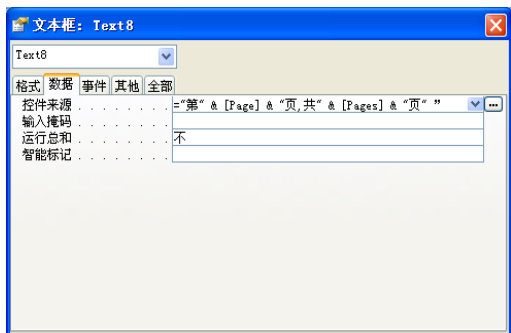 文本框: Text8
Text8
格式 数据 事件 其他 全部
控件来源 . . . . . . . ="第" & [Page] & "页,共" & [Pages] & "页" "
输入掩码 . . . . . . .
运行总和 . . . . . . . 不
智能标记 . . . . . . .